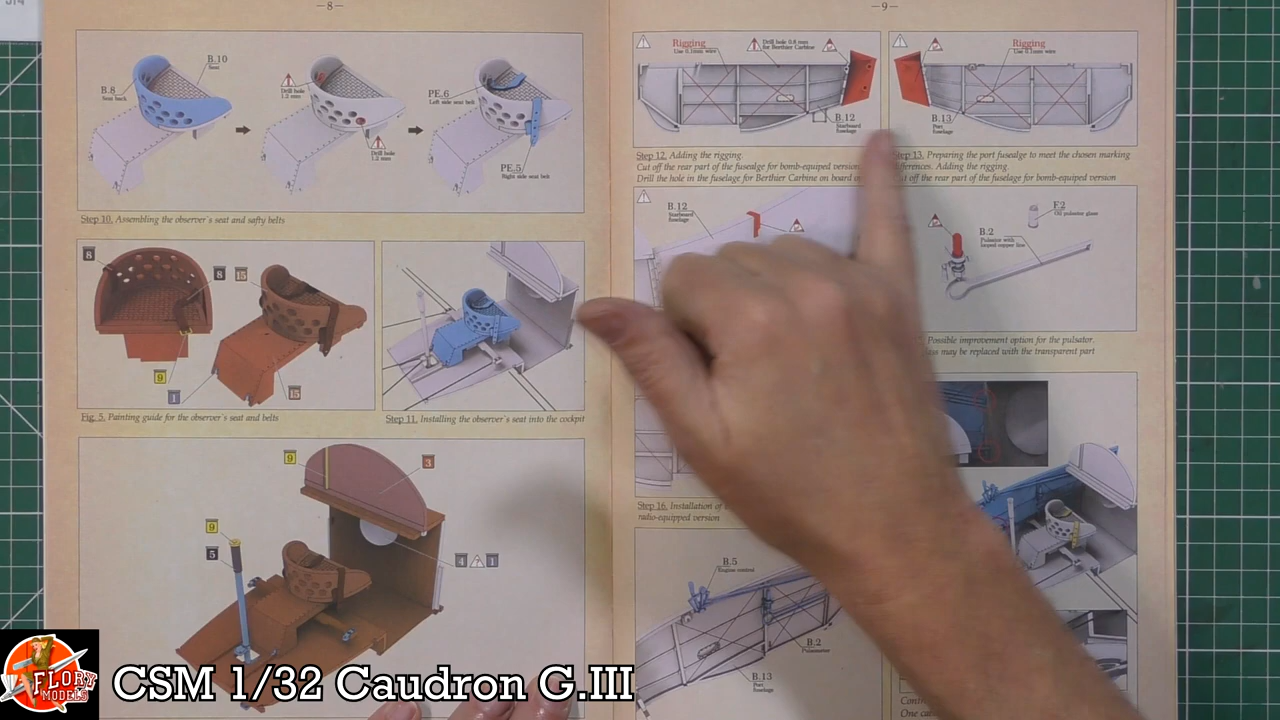 —8—
B.10
Seat
B.8
Seat back
Drill hole
1.2 mm
Drill hole
1.2 mm
PE.6
Left side seat belt
PE.5
Right side seat belt
Step 10. Assembling the observer's seat and safty belts
8
8
15
9
1
15
Fig. 5. Painting guide for the observer's seat and belts
Step 11. Installing the observer's seat into the cockpit
9
3
9
5
4
1
—9—
Rigging
Use 0.1mm wire
Drill hole 0.6 mm
for Berthier Carbine
B.12
Starboard
fuselage
Step 12. Adding the rigging.
Cut off the rear part of the fusealge for bomb-equiped version
Drill the hole in the fuselage for Berthier Carbine on board
Rigging
Use 0.1mm wire
B.13
Port
fuselage
Step 13. Preparing the port fusealge to meet the chosen marking
differences. Adding the rigging.
Cut off the rear part of the fuselage for bomb-equiped version
B.12
Starboard
fuselage
F.2
Oil pulsator glass
B.2
Pulsator with
looped copper line
Possible improvement option for the pulsator.
may be replaced with the transparent part
Step 16. Installation of
radio-equipped version
B.5
Engine control
B.2
Pulsometer
B.13
Port
fuselage
FLORY
MODELS
CSM 1/32 Caudron G.III